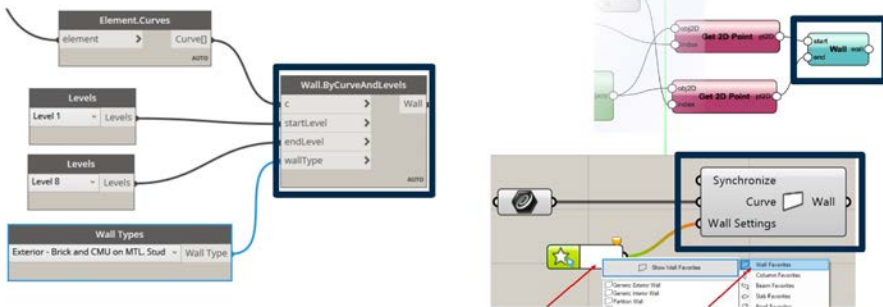 Element.Curves
element > Curve[]
AUTO
Levels
Level 1 Levels
Levels
Level 8 Levels
Wall Types
Exterior - Brick and CMU on MTL. Stud Wall Type
Wall.ByCurveAndLevels
c > Wall
startLevel >
endLevel >
wallType >
AUTO
obj2D
index
Get 2D Point pt2D
start
end
Wall wall
obj2D
index
Get 2D Point pt2D
Synchronize
Curve Wall
Wall Settings
Show Wall Favorites
Generic Exterior Wall
Generic Interior Wall
Partition Wall
Wall Favorites
Column Favorites
Beam Favorites
Slab Favorites